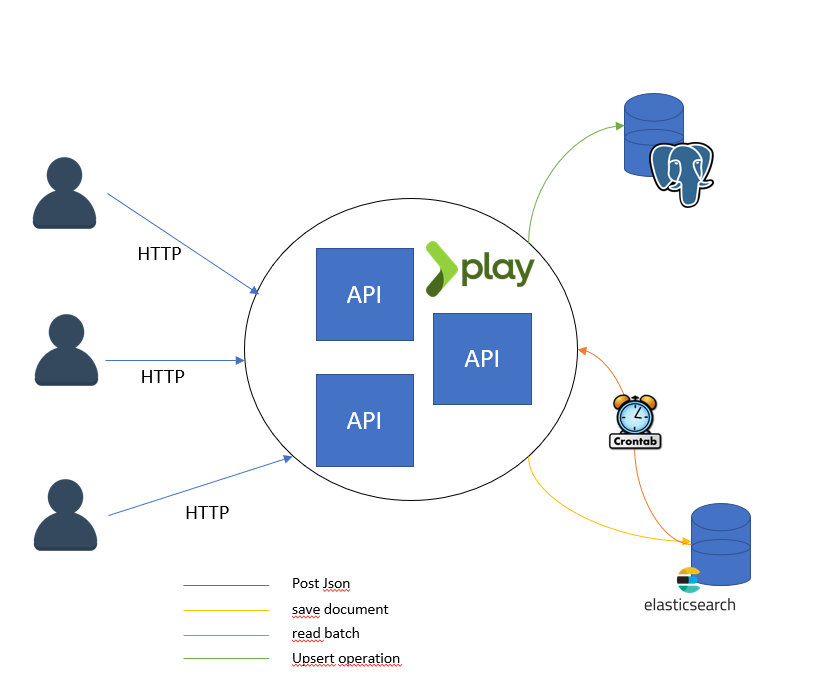 HTTP
API
play
API
HTTP
API
Crontab
HTTP
elasticsearch
Post Json
save document
read batch
Upsert operation